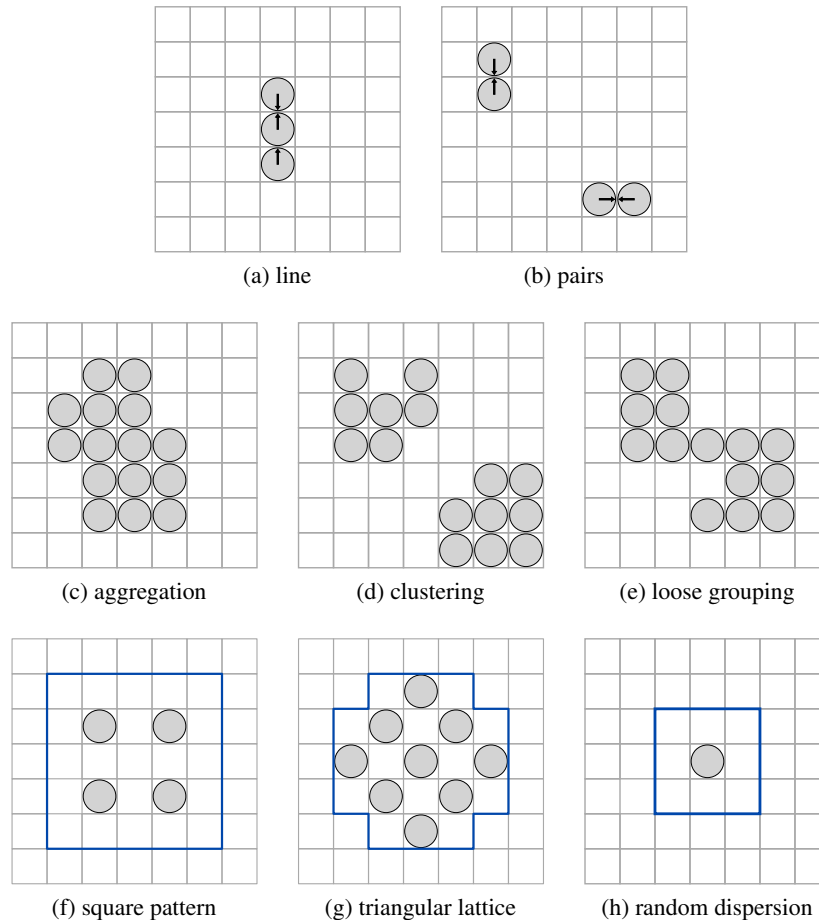 (a) line
(b) pairs
(c) aggregation
(d) clustering
(e) loose grouping
(f) square pattern
(g) triangular lattice
(h) random dispersion